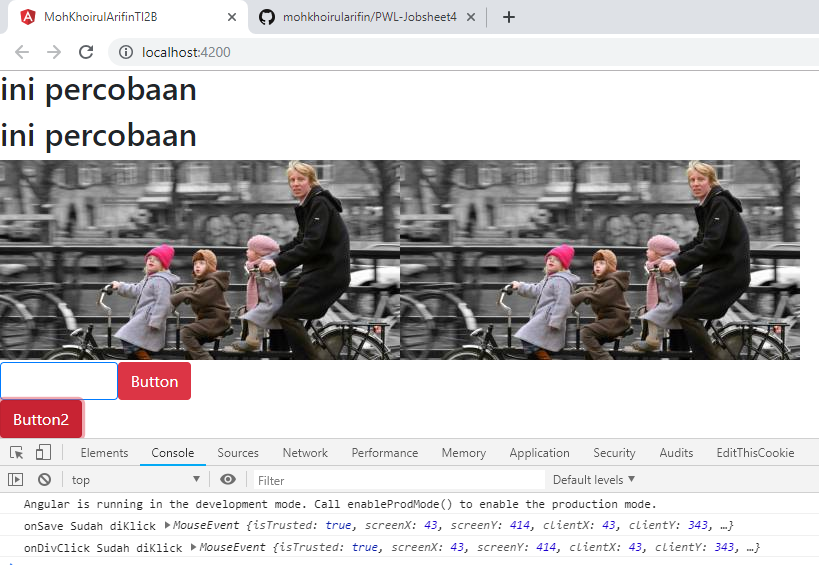 MohKhoirulArifinTI2B
mohkhoirularifin/PWL-Jobsheet4
localhost:4200
ini percobaan
ini percobaan
Button
Button2
Elements Console Sources Network Performance Memory Application Security Audits EditThisCookie
top Filter Default levels
Angular is running in the development mode. Call enableProdMode() to enable the production mode.
onSave Sudah diKlick MouseEvent {isTrusted: true, screenX: 43, screenY: 414, clientX: 43, clientY: 343, …}
onDivClick Sudah diKlick MouseEvent {isTrusted: true, screenX: 43, screenY: 414, clientX: 43, clientY: 343, …}